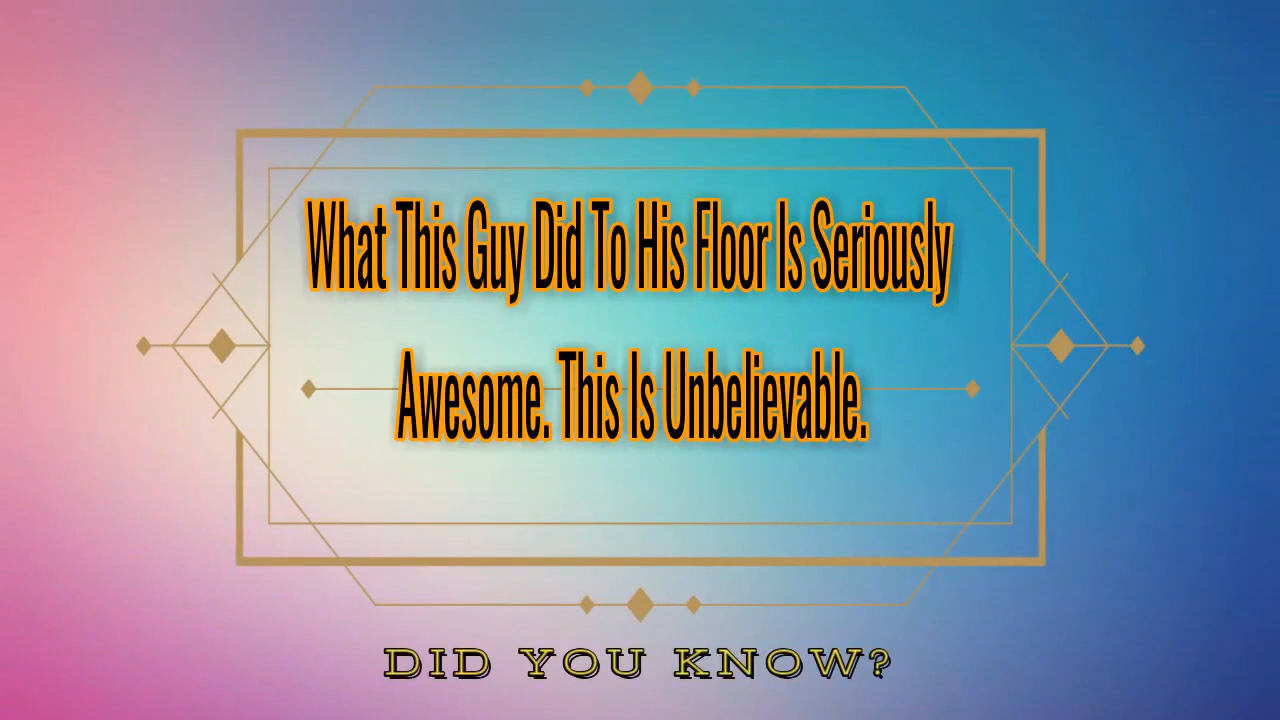 What This Guy Did To His Floor Is Seriously
Awesome. This Is Unbelievable.
DID YOU KNOW?